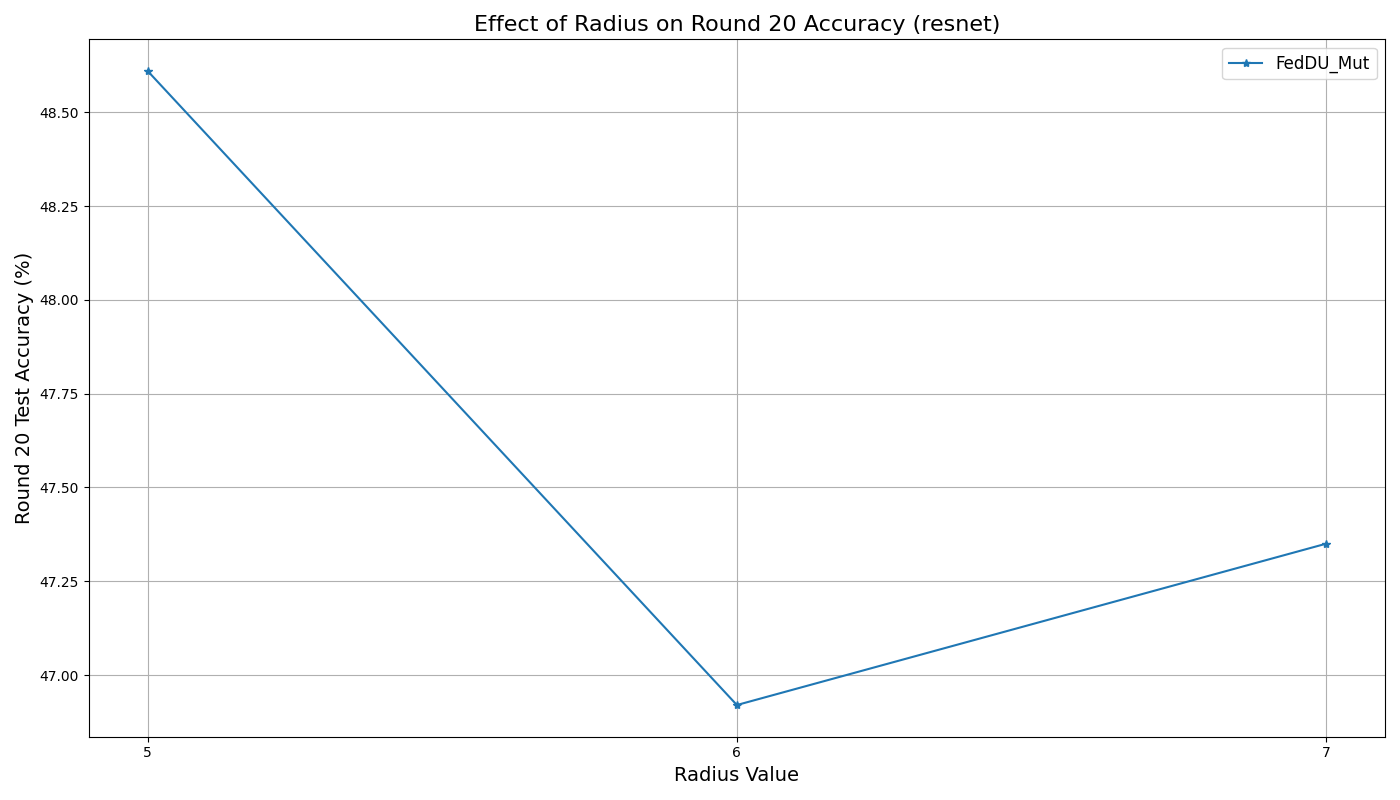 Effect of Radius on Round 20 Accuracy (resnet)
FedDU_Mut
Round 20 Test Accuracy (%)
48.50
48.25
48.00
47.75
47.50
47.25
47.00
5 6 7
Radius Value